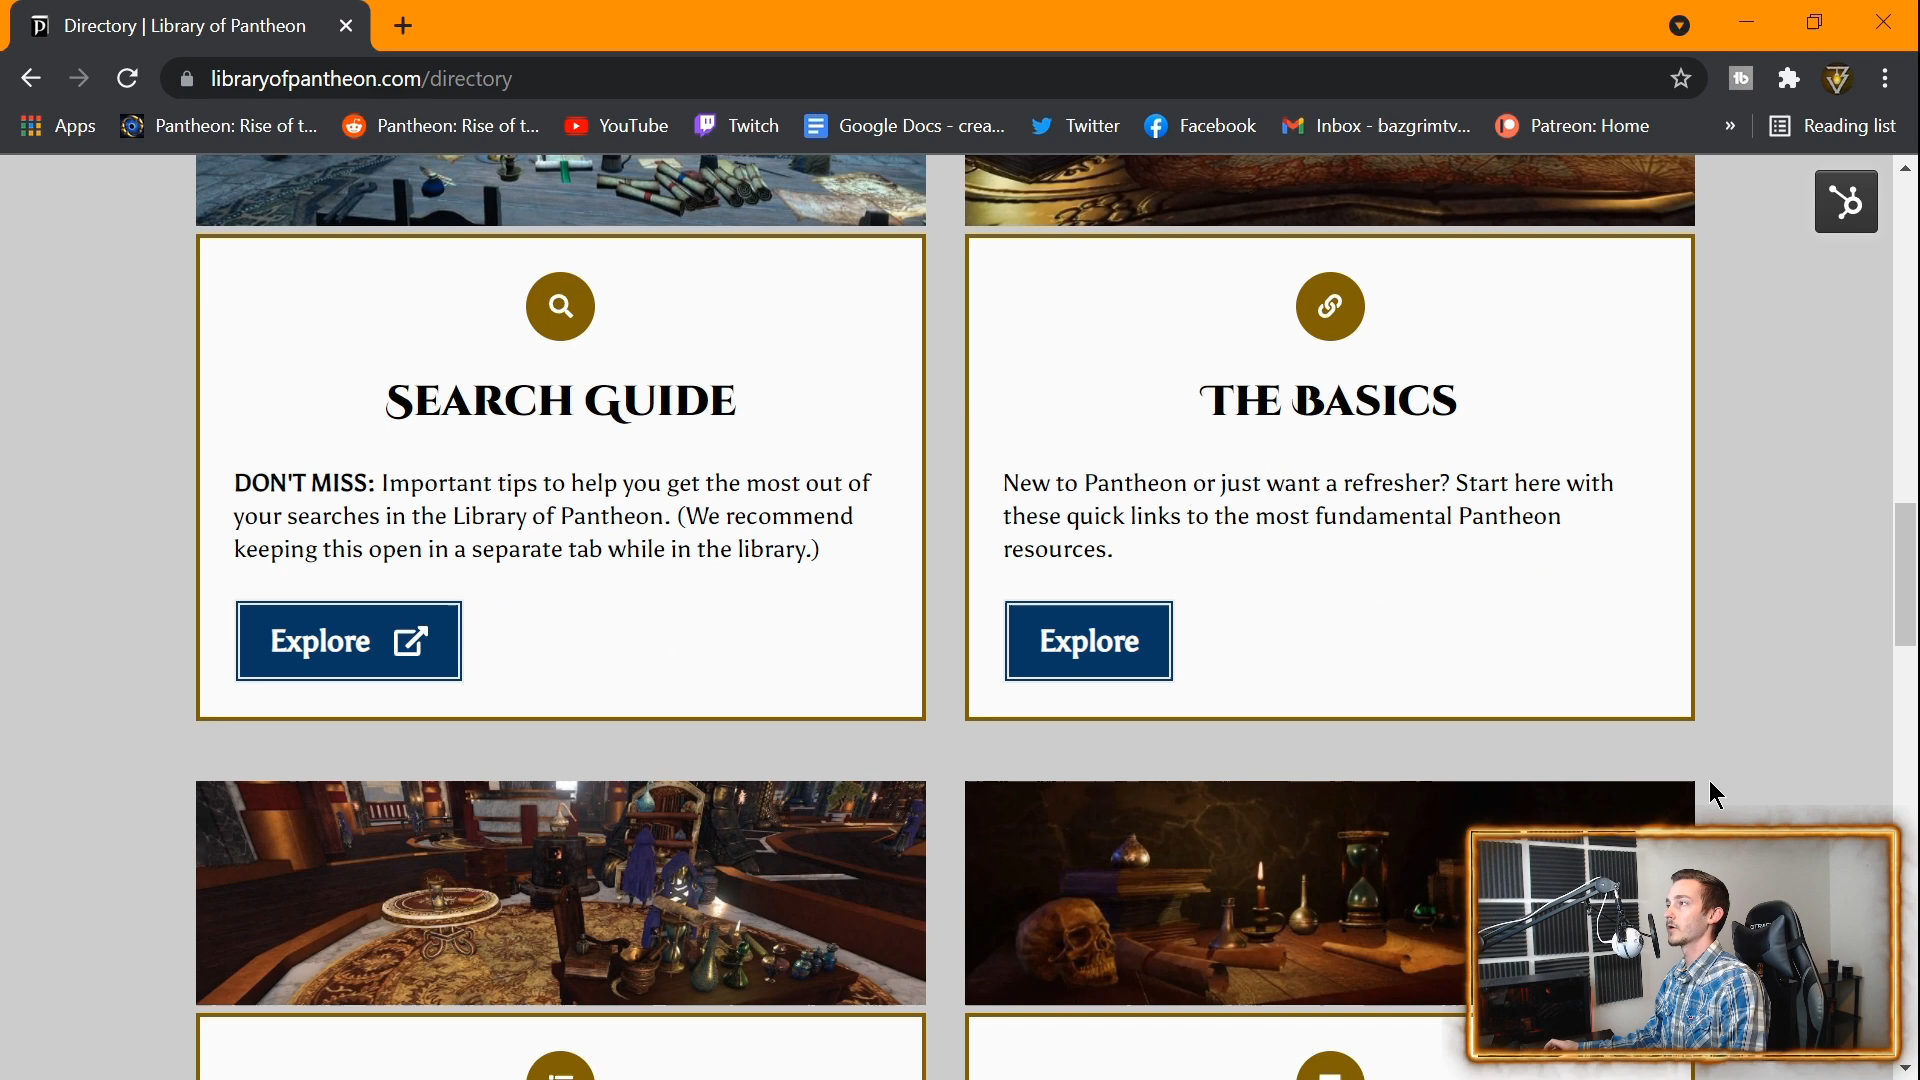 Directory | Library of Pantheon
libraryofpantheon.com/directory
Apps
Pantheon: Rise of t...
Pantheon: Rise of t...
YouTube
Twitch
Google Docs - crea...
Twitter
Facebook
Inbox - bazgrimtv...
Patreon: Home
»
Reading list
SEARCH GUIDE
DON'T MISS: Important tips to help you get the most out of
your searches in the Library of Pantheon. (We recommend
keeping this open in a separate tab while in the library.)
Explore
THE BASICS
New to Pantheon or just want a refresher? Start here with
these quick links to the most fundamental Pantheon
resources.
Explore